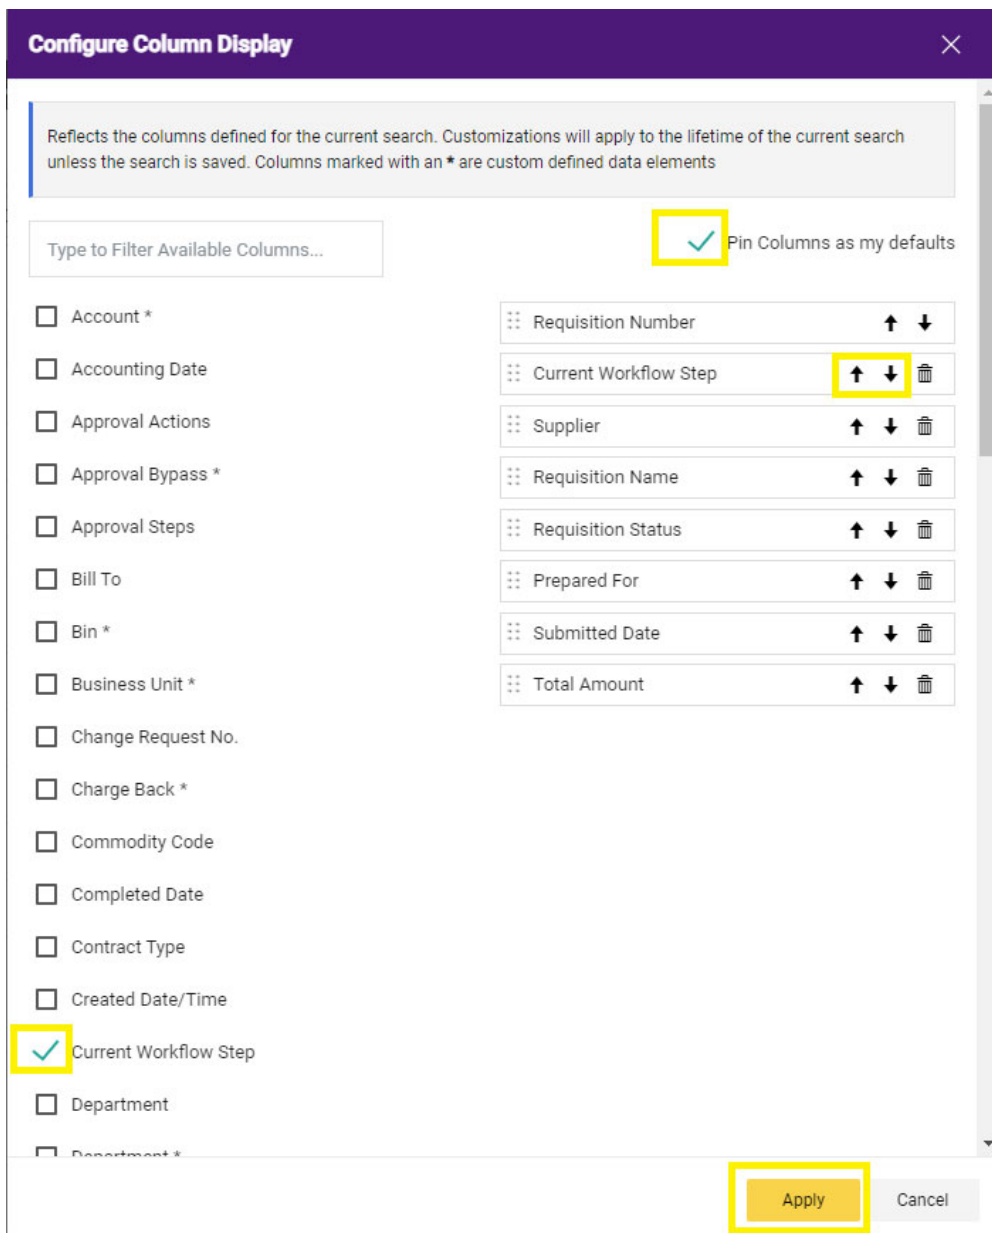 Configure Column Display
Reflects the columns defined for the current search. Customizations will apply to the lifetime of the current search
unless the search is saved. Columns marked with an * are custom defined data elements
Type to Filter Available Columns...
Pin Columns as my defaults
Account *
Accounting Date
Approval Actions
Approval Bypass *
Approval Steps
Bill To
Bin *
Business Unit *
Change Request No.
Charge Back *
Commodity Code
Completed Date
Contract Type
Created Date/Time
Current Workflow Step
Department
Department *
Requisition Number
Current Workflow Step
Supplier
Requisition Name
Requisition Status
Prepared For
Submitted Date
Total Amount
Apply
Cancel